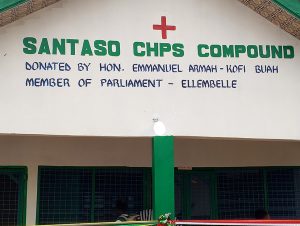 SANTASO CHPS COMPOUND
DONATED BY HON. EMMANUEL ARMAH-KOFI BUAH
MEMBER OF PARLIAMENT - ELLEMBELLE